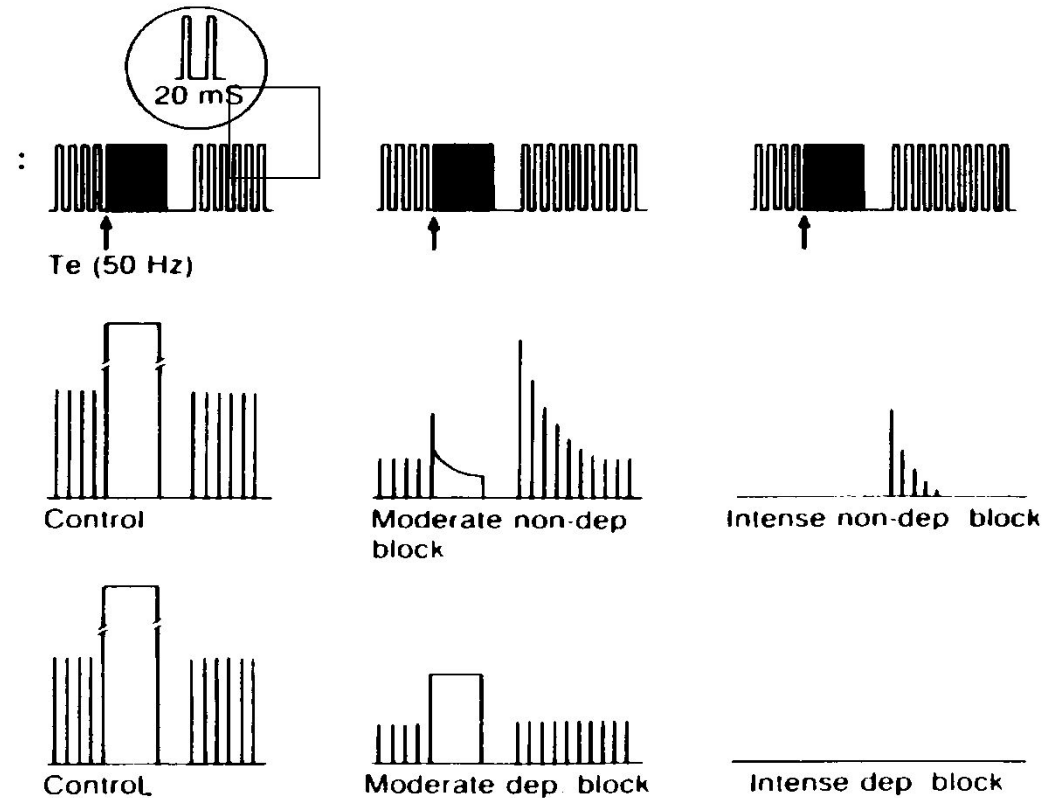 20 mS
:
Te (50 Hz)
Control
Moderate non-dep
block
Intense non-dep block
Control
Moderate dep. block
Intense dep block